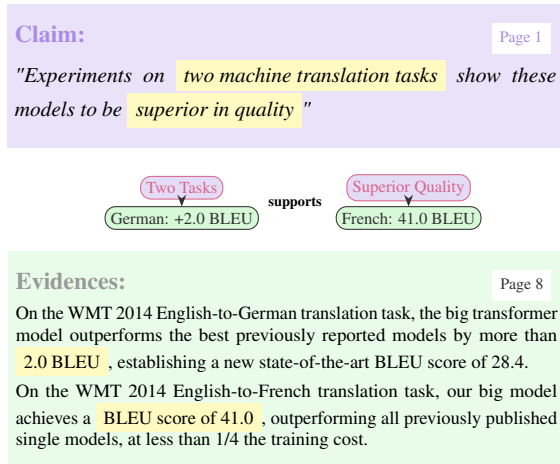 Claim:
Page 1
"Experiments on two machine translation tasks show these
models to be superior in quality "
Two Tasks
supports
Superior Quality
German: +2.0 BLEU
French: 41.0 BLEU
Evidences:
Page 8
On the WMT 2014 English-to-German translation task, the big transformer
model outperforms the best previously reported models by more than
2.0 BLEU , establishing a new state-of-the-art BLEU score of 28.4.
On the WMT 2014 English-to-French translation task, our big model
achieves a BLEU score of 41.0 , outperforming all previously published
single models, at less than 1/4 the training cost.